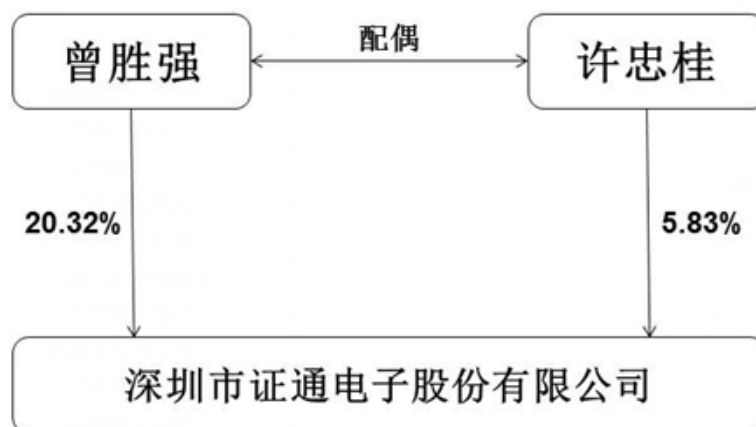 配偶
曾胜强
许忠桂
20.32%
5.83%
深圳市证通电子股份有限公司